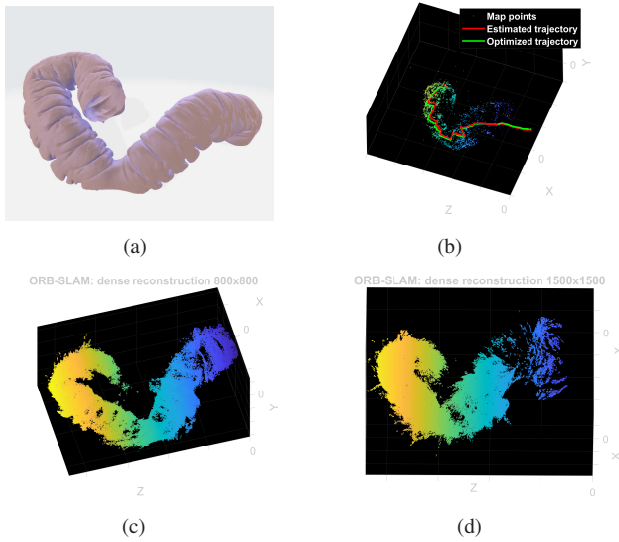 Map points
Estimated trajectory
Optimized trajectory
0
Y
0
X
Z
0
(a)
(b)
ORB-SLAM: dense reconstruction 800x800
X
0
0
Y
0
Z
(c)
ORB-SLAM: dense reconstruction 1500x1500
0
Y
0
X
Z
0
(d)